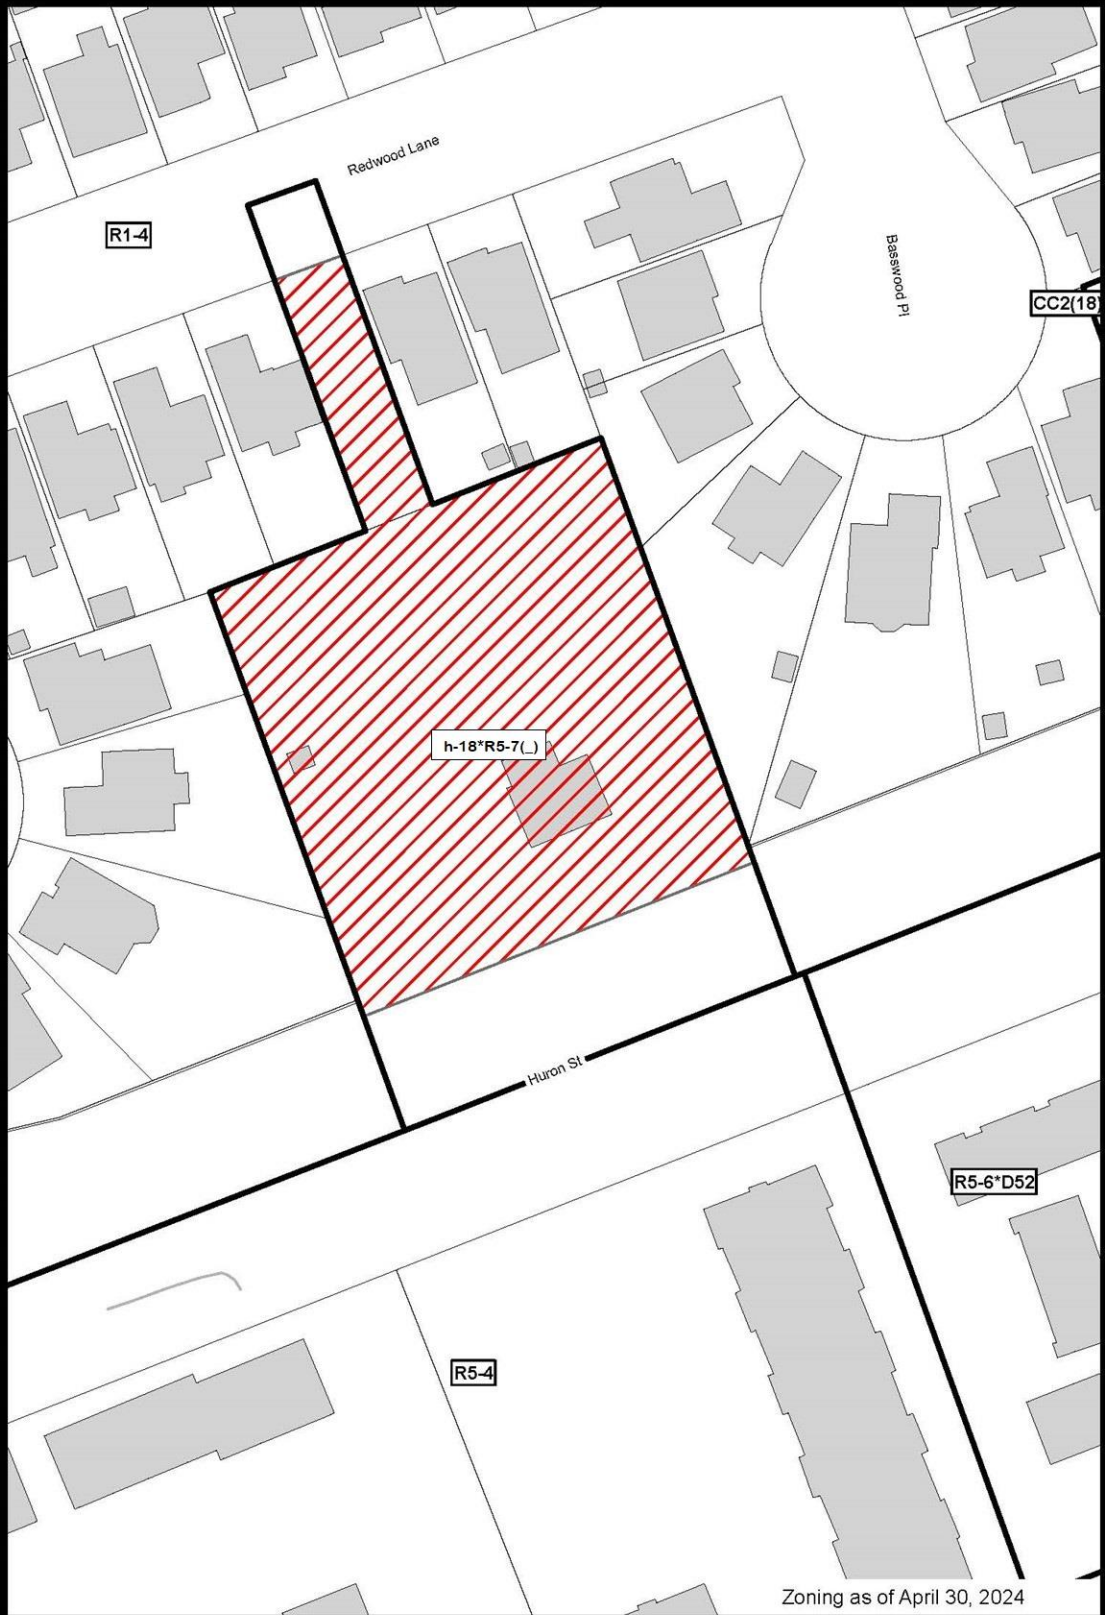 Redwood Lane
R1-4
Basswood Pl
CC2(18)
h-18*R5-7(_)
Huron St
R5-6*D52
R5-4
Zoning as of April 30, 2024